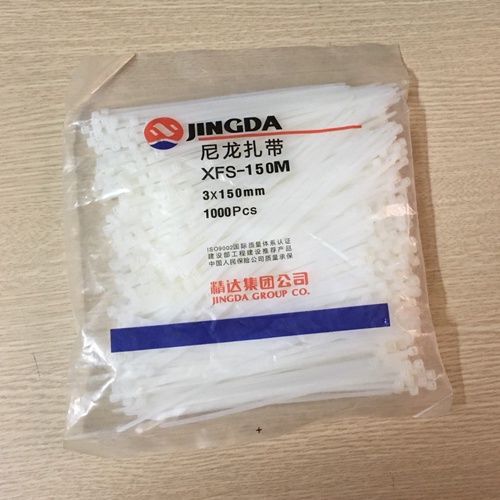 JINGDA
尼龙扎带
XFS-150M
3X150mm
1000Pcs
ISO9002国际质量体系认证
建设部工程建设推荐产品
中国人民保险公司质量承保
精达集团公司
JINGDA GROUP CO.